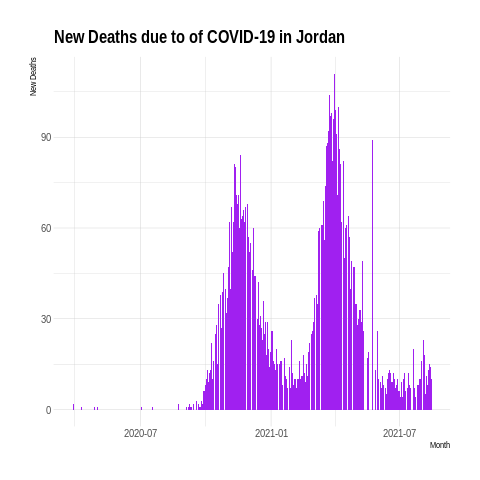 New Deaths due to of COVID-19 in Jordan
New Deaths
90
60
30
0
2020-07
2021-01
2021-07
Month